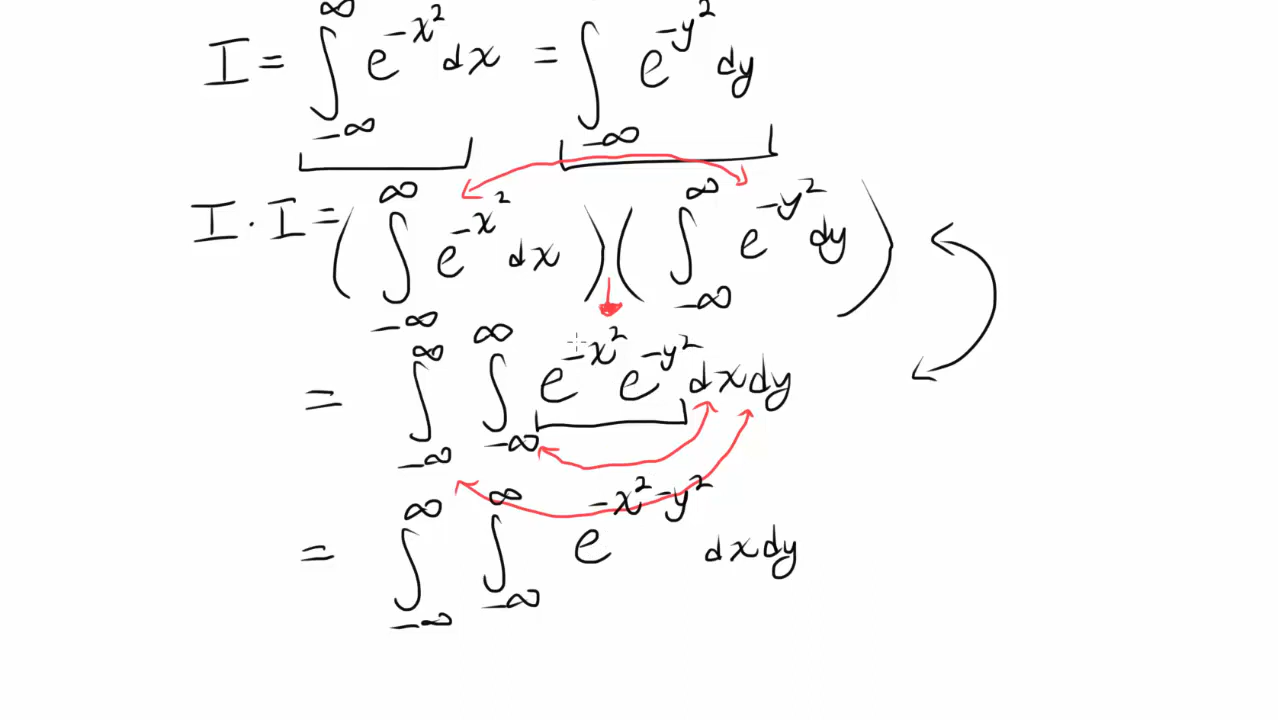 I = ∫_{-∞}^{∞} e^{-x²} dx = ∫_{-∞} e^{-y²} dy
I · I = ( ∫_{-∞}^{∞} e^{-x²} dx ) ( ∫_{-∞}^{∞} e^{-y²} dy )
= ∫_{-∞}^{∞} ∫_{-∞}^{∞} e^{-x²} e^{-y²} dx dy
= ∫_{-∞}^{∞} ∫_{-∞}^{∞} e^{-x²-y²} dx dy